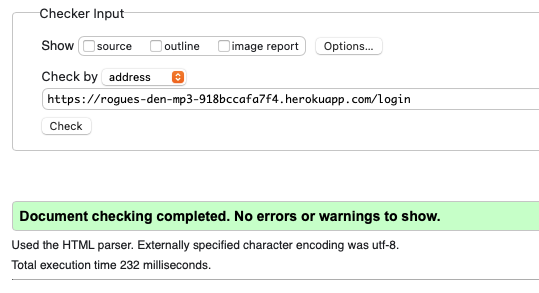 Checker Input
Show source outline image report Options...
Check by address
https://rogues-den-mp3-918bccafa7f4.herokuapp.com/login
Check
Document checking completed. No errors or warnings to show.
Used the HTML parser. Externally specified character encoding was utf-8.
Total execution time 232 milliseconds.